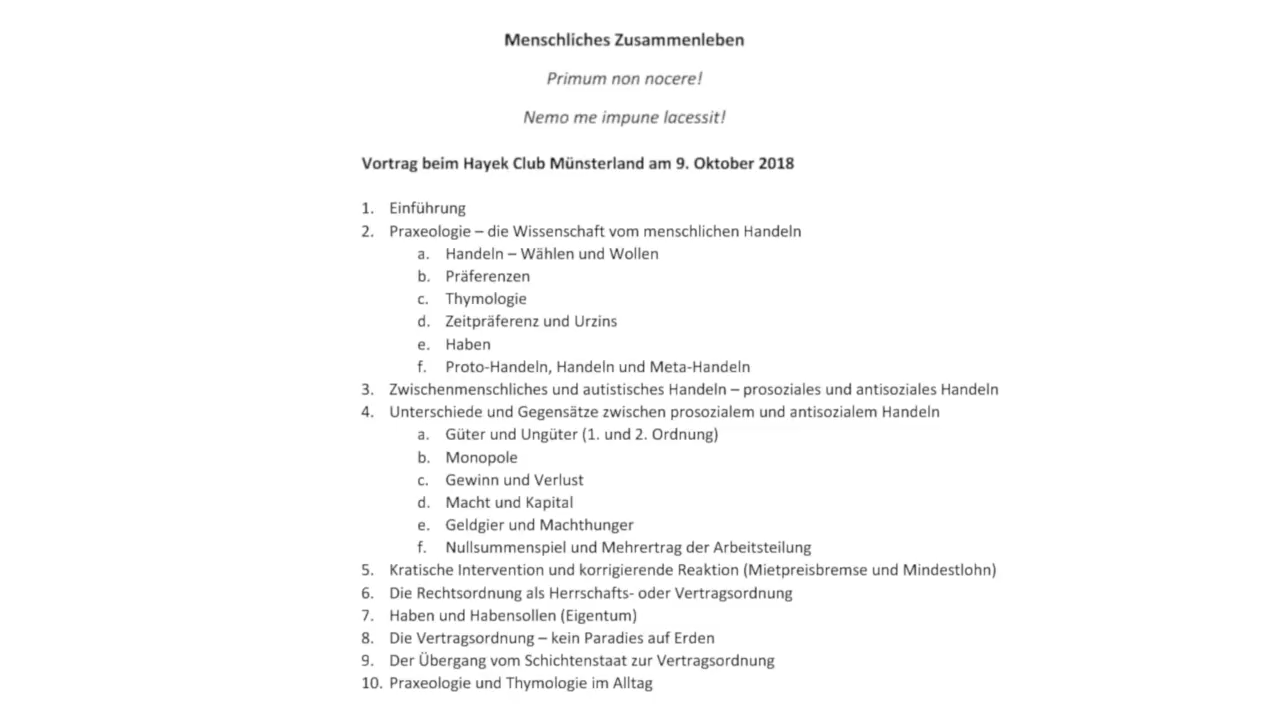 Menschliches Zusammenleben
Primum non nocere!
Nemo me impune lacessit!
Vortrag beim Hayek Club Münsterland am 9. Oktober 2018
1. Einführung
2. Praxeologie – die Wissenschaft vom menschlichen Handeln
a. Handeln – Wählen und Wollen
b. Präferenzen
c. Thymologie
d. Zeitpräferenz und Urzins
e. Haben
f. Proto-Handeln, Handeln und Meta-Handeln
3. Zwischenmenschliches und autistisches Handeln – prosoziales und antisoziales Handeln
4. Unterschiede und Gegensätze zwischen prosozialem und antisozialem Handeln
a. Güter und Ungüter (1. und 2. Ordnung)
b. Monopole
c. Gewinn und Verlust
d. Macht und Kapital
e. Geldgier und Machthunger
f. Nullsummenspiel und Mehrertrag der Arbeitsteilung
5. Kratische Intervention und korrigierende Reaktion (Mietpreisbremse und Mindestlohn)
6. Die Rechtsordnung als Herrschafts- oder Vertragsordnung
7. Haben und Habensollen (Eigentum)
8. Die Vertragsordnung – kein Paradies auf Erden
9. Der Übergang vom Schichtenstaat zur Vertragsordnung
10. Praxeologie und Thymologie im Alltag